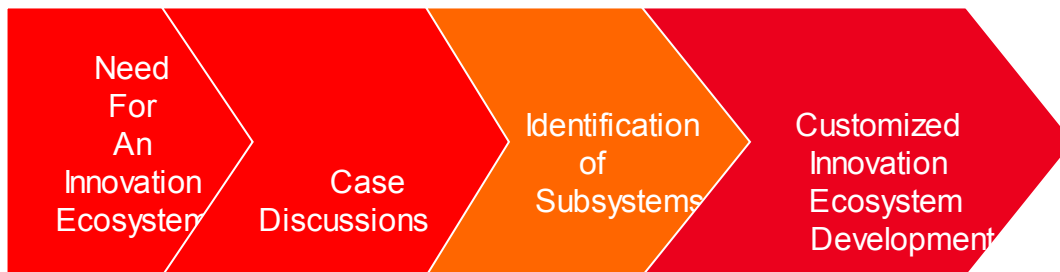 Need
For
An
Innovation
Ecosystem
Case
Discussions
Identification
of
Subsystems
Customized
Innovation
Ecosystem
Development